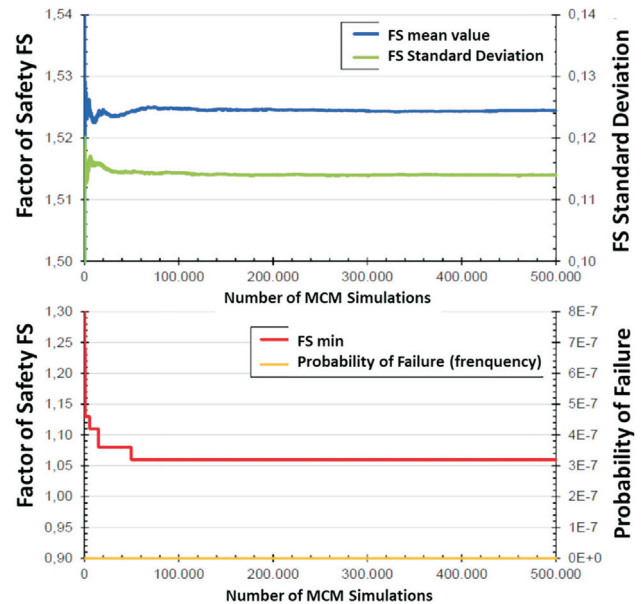 1,54
1,53
1,52
1,51
1,50
Factor of Safety FS
FS mean value
FS Standard Deviation
0,14
0,13
0,12
0,11
0,10
FS Standard Deviation
0
100.000
200.000
300.000
400.000
500.000
Number of MCM Simulations
1,30
1,25
1,20
1,15
1,10
1,05
1,00
0,95
0,90
Factor of Safety FS
FS min
Probability of Failure (frenquency)
8E-7
7E-7
6E-7
5E-7
4E-7
3E-7
2E-7
1E-7
0E+0
Probability of Failure
0
100.000
200.000
300.000
400.000
500.000
Number of MCM Simulations